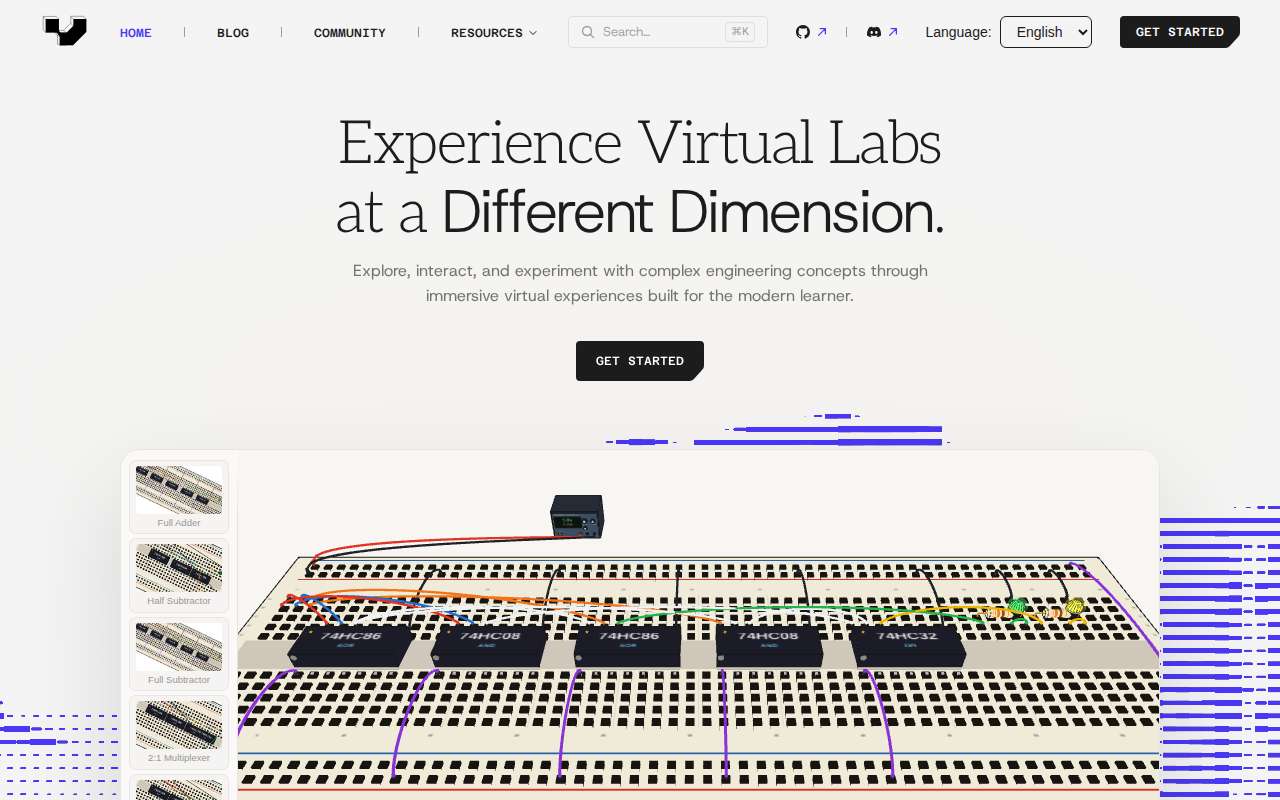 HOME
BLOG
COMMUNITY
RESOURCES
Search...
⌘K
Language:
English
GET STARTED
Experience Virtual Labs
at a Different Dimension.
Explore, interact, and experiment with complex engineering concepts through
immersive virtual experiences built for the modern learner.
GET STARTED
Full Adder
Half Subtractor
Full Subtractor
2:1 Multiplexer
74HC86
74HC08
74HC86
74HC08
74HC32